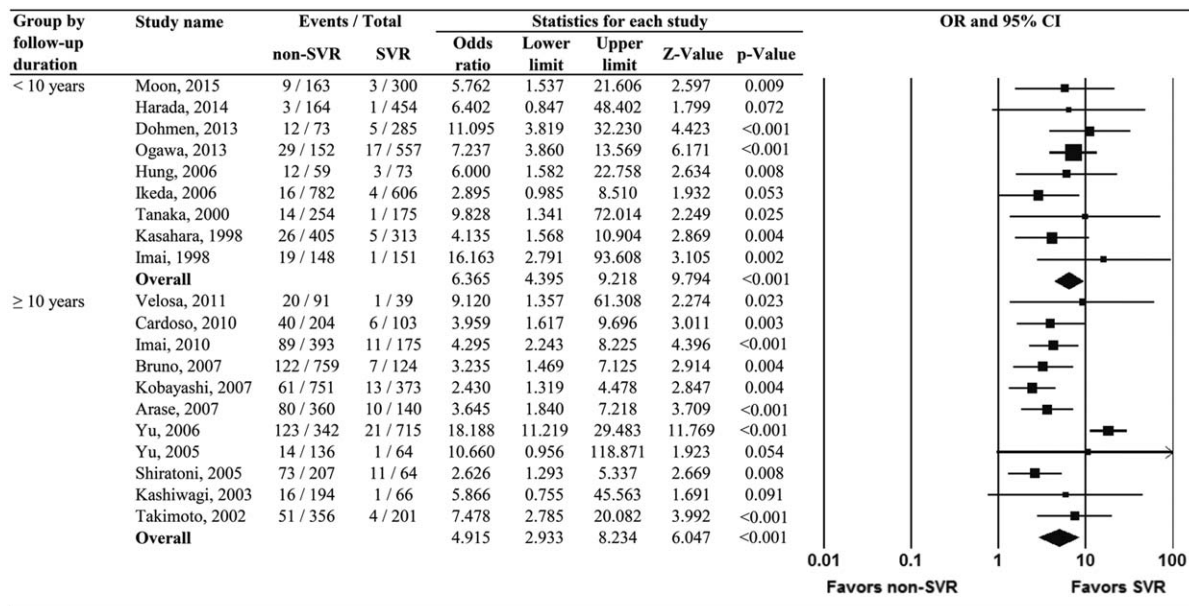 Group by follow-up duration Study name Events / Total Statistics for each study OR and 95% CI
non-SVR SVR Odds ratio Lower limit Upper limit Z-Value p-Value
< 10 years Moon, 2015 9 / 163 3 / 300 5.762 1.537 21.606 2.597 0.009
Harada, 2014 3 / 164 1 / 454 6.402 0.847 48.402 1.799 0.072
Dohmen, 2013 12 / 73 5 / 285 11.095 3.819 32.230 4.423 <0.001
Ogawa, 2013 29 / 152 17 / 557 7.237 3.860 13.569 6.171 <0.001
Hung, 2006 12 / 59 3 / 73 6.000 1.582 22.758 2.634 0.008
Ikeda, 2006 16 / 782 4 / 606 2.895 0.985 8.510 1.932 0.053
Tanaka, 2000 14 / 254 1 / 175 9.828 1.341 72.014 2.249 0.025
Kasahara, 1998 26 / 405 5 / 313 4.135 1.568 10.904 2.869 0.004
Imai, 1998 19 / 148 1 / 151 16.163 2.791 93.608 3.105 0.002
Overall 6.365 4.395 9.218 9.794 <0.001
≥ 10 years Velosa, 2011 20 / 91 1 / 39 9.120 1.357 61.308 2.274 0.023
Cardoso, 2010 40 / 204 6 / 103 3.959 1.617 9.696 3.011 0.003
Imai, 2010 89 / 393 11 / 175 4.295 2.243 8.225 4.396 <0.001
Bruno, 2007 122 / 759 7 / 124 3.235 1.469 7.125 2.914 0.004
Kobayashi, 2007 61 / 751 13 / 373 2.430 1.319 4.478 2.847 0.004
Arase, 2007 80 / 360 10 / 140 3.645 1.840 7.218 3.709 <0.001
Yu, 2006 123 / 342 21 / 715 18.188 11.219 29.483 11.769 <0.001
Yu, 2005 14 / 136 1 / 64 10.660 0.956 118.871 1.923 0.054
Shiratoni, 2005 73 / 207 11 / 64 2.626 1.293 5.337 2.669 0.008
Kashiwagi, 2003 16 / 194 1 / 66 5.866 0.755 45.563 1.691 0.091
Takimoto, 2002 51 / 356 4 / 201 7.478 2.785 20.082 3.992 <0.001
Overall 4.915 2.933 8.234 6.047 <0.001
0.01 0.1 1 10 100
Favors non-SVR Favors SVR